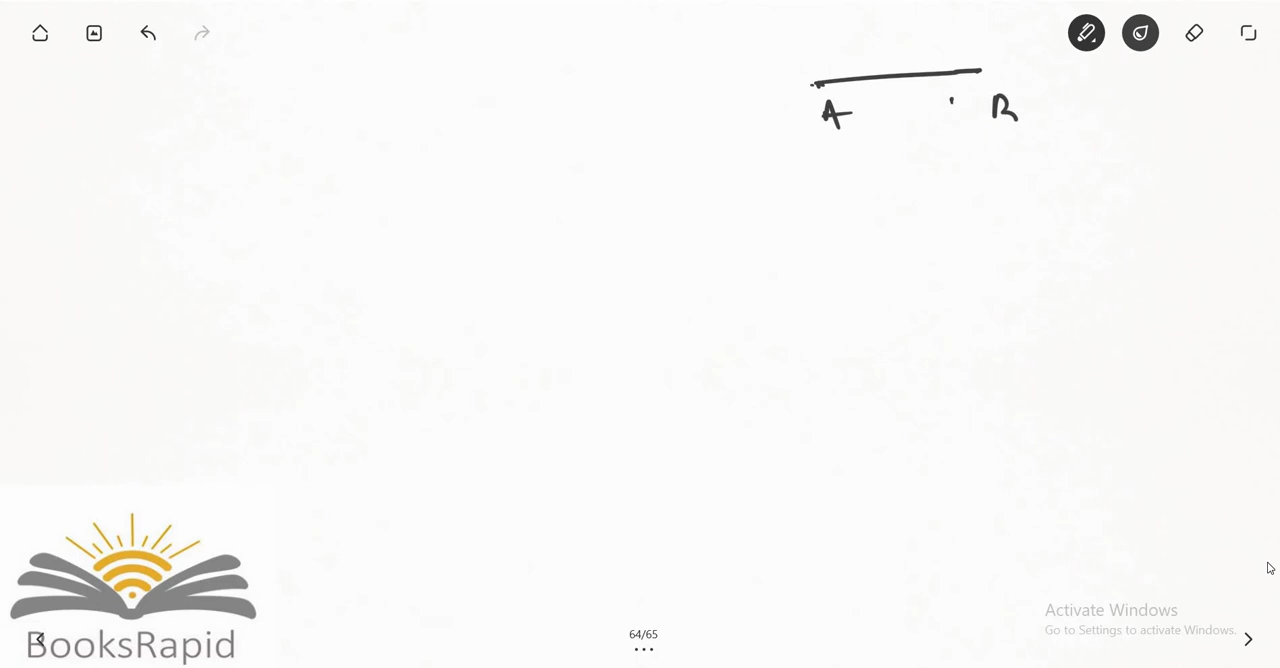 A R
64/65
Activate Windows
Go to Settings to activate Windows.
BooksRapid